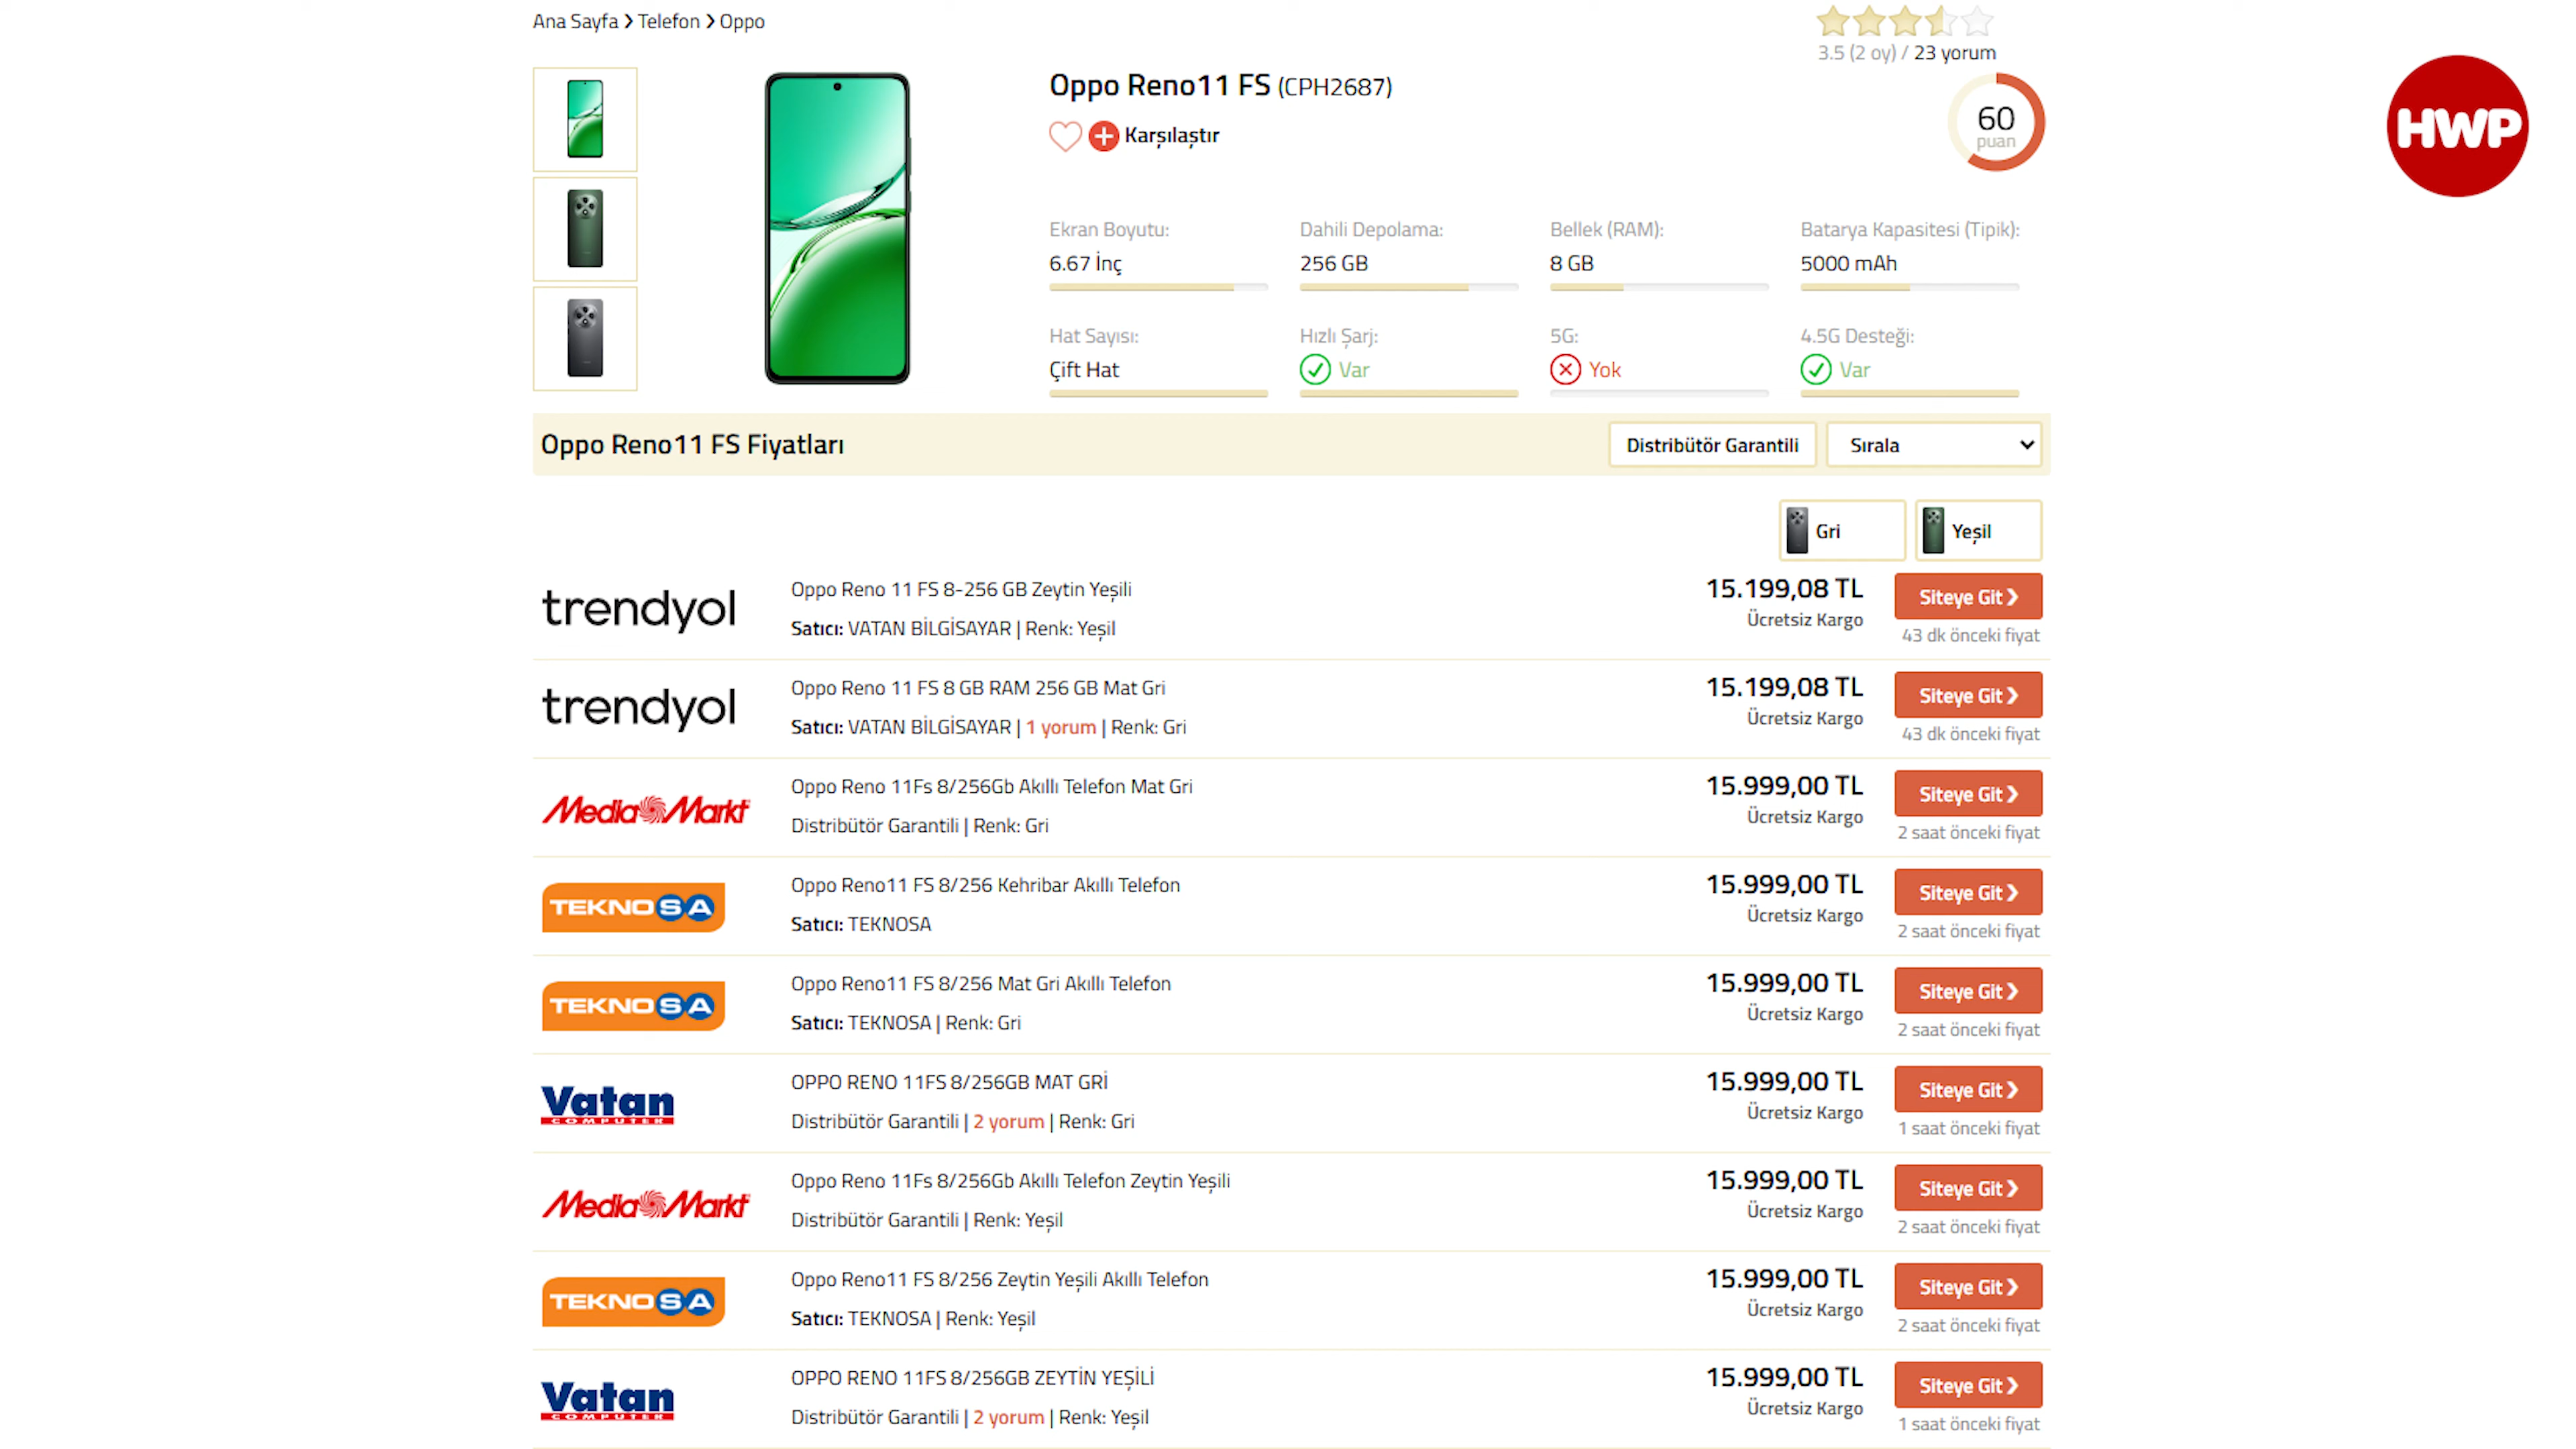 Ana Sayfa > Telefon > Oppo
3.5 (2 oy) / 23 yorum
HWP
Oppo Reno11 FS (CPH2687)
Karşılaştır
60
puan
Ekran Boyutu:
6.67 İnç
Dahili Depolama:
256 GB
Bellek (RAM):
8 GB
Batarya Kapasitesi (Tipik):
5000 mAh
Hat Sayısı:
Çift Hat
Hızlı Şarj:
Var
5G:
Yok
4.5G Desteği:
Var
Oppo Reno11 FS Fiyatları
Distribütör Garantili
Sırala
Gri
Yeşil
trendyol
Oppo Reno 11 FS 8-256 GB Zeytin Yeşili
Satıcı: VATAN BİLGİSAYAR | Renk: Yeşil
15.199,08 TL
Ücretsiz Kargo
Siteye Git
43 dk önceki fiyat
trendyol
Oppo Reno 11 FS 8 GB RAM 256 GB Mat Gri
Satıcı: VATAN BİLGİSAYAR | 1 yorum | Renk: Gri
15.199,08 TL
Ücretsiz Kargo
Siteye Git
43 dk önceki fiyat
Media Markt
Oppo Reno 11Fs 8/256Gb Akıllı Telefon Mat Gri
Distribütör Garantili | Renk: Gri
15.999,00 TL
Ücretsiz Kargo
Siteye Git
2 saat önceki fiyat
TEKNOSA
Oppo Reno11 FS 8/256 Kehribar Akıllı Telefon
Satıcı: TEKNOSA
15.999,00 TL
Ücretsiz Kargo
Siteye Git
2 saat önceki fiyat
TEKNOSA
Oppo Reno11 FS 8/256 Mat Gri Akıllı Telefon
Satıcı: TEKNOSA | Renk: Gri
15.999,00 TL
Ücretsiz Kargo
Siteye Git
2 saat önceki fiyat
Vatan
COMPUTER
OPPO RENO 11FS 8/256GB MAT GRİ
Distribütör Garantili | 2 yorum | Renk: Gri
15.999,00 TL
Ücretsiz Kargo
Siteye Git
1 saat önceki fiyat
Media Markt
Oppo Reno 11Fs 8/256Gb Akıllı Telefon Zeytin Yeşili
Distribütör Garantili | Renk: Yeşil
15.999,00 TL
Ücretsiz Kargo
Siteye Git
2 saat önceki fiyat
TEKNOSA
Oppo Reno11 FS 8/256 Zeytin Yeşili Akıllı Telefon
Satıcı: TEKNOSA | Renk: Yeşil
15.999,00 TL
Ücretsiz Kargo
Siteye Git
2 saat önceki fiyat
Vatan
COMPUTER
OPPO RENO 11FS 8/256GB ZEYTİN YEŞİLİ
Distribütör Garantili | 2 yorum | Renk: Yeşil
15.999,00 TL
Ücretsiz Kargo
Siteye Git
1 saat önceki fiyat